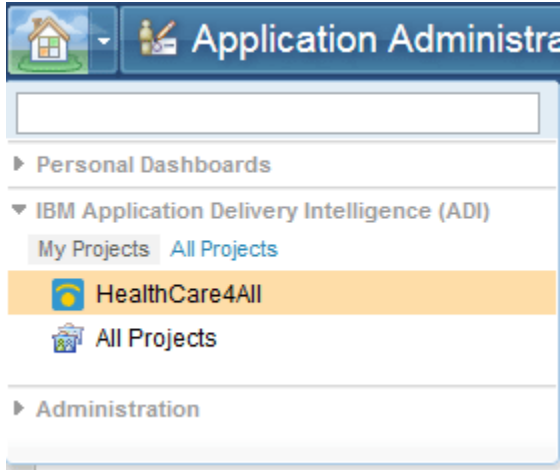 Application Administra
Personal Dashboards
IBM Application Delivery Intelligence (ADI)
My Projects All Projects
HealthCare4All
All Projects
Administration